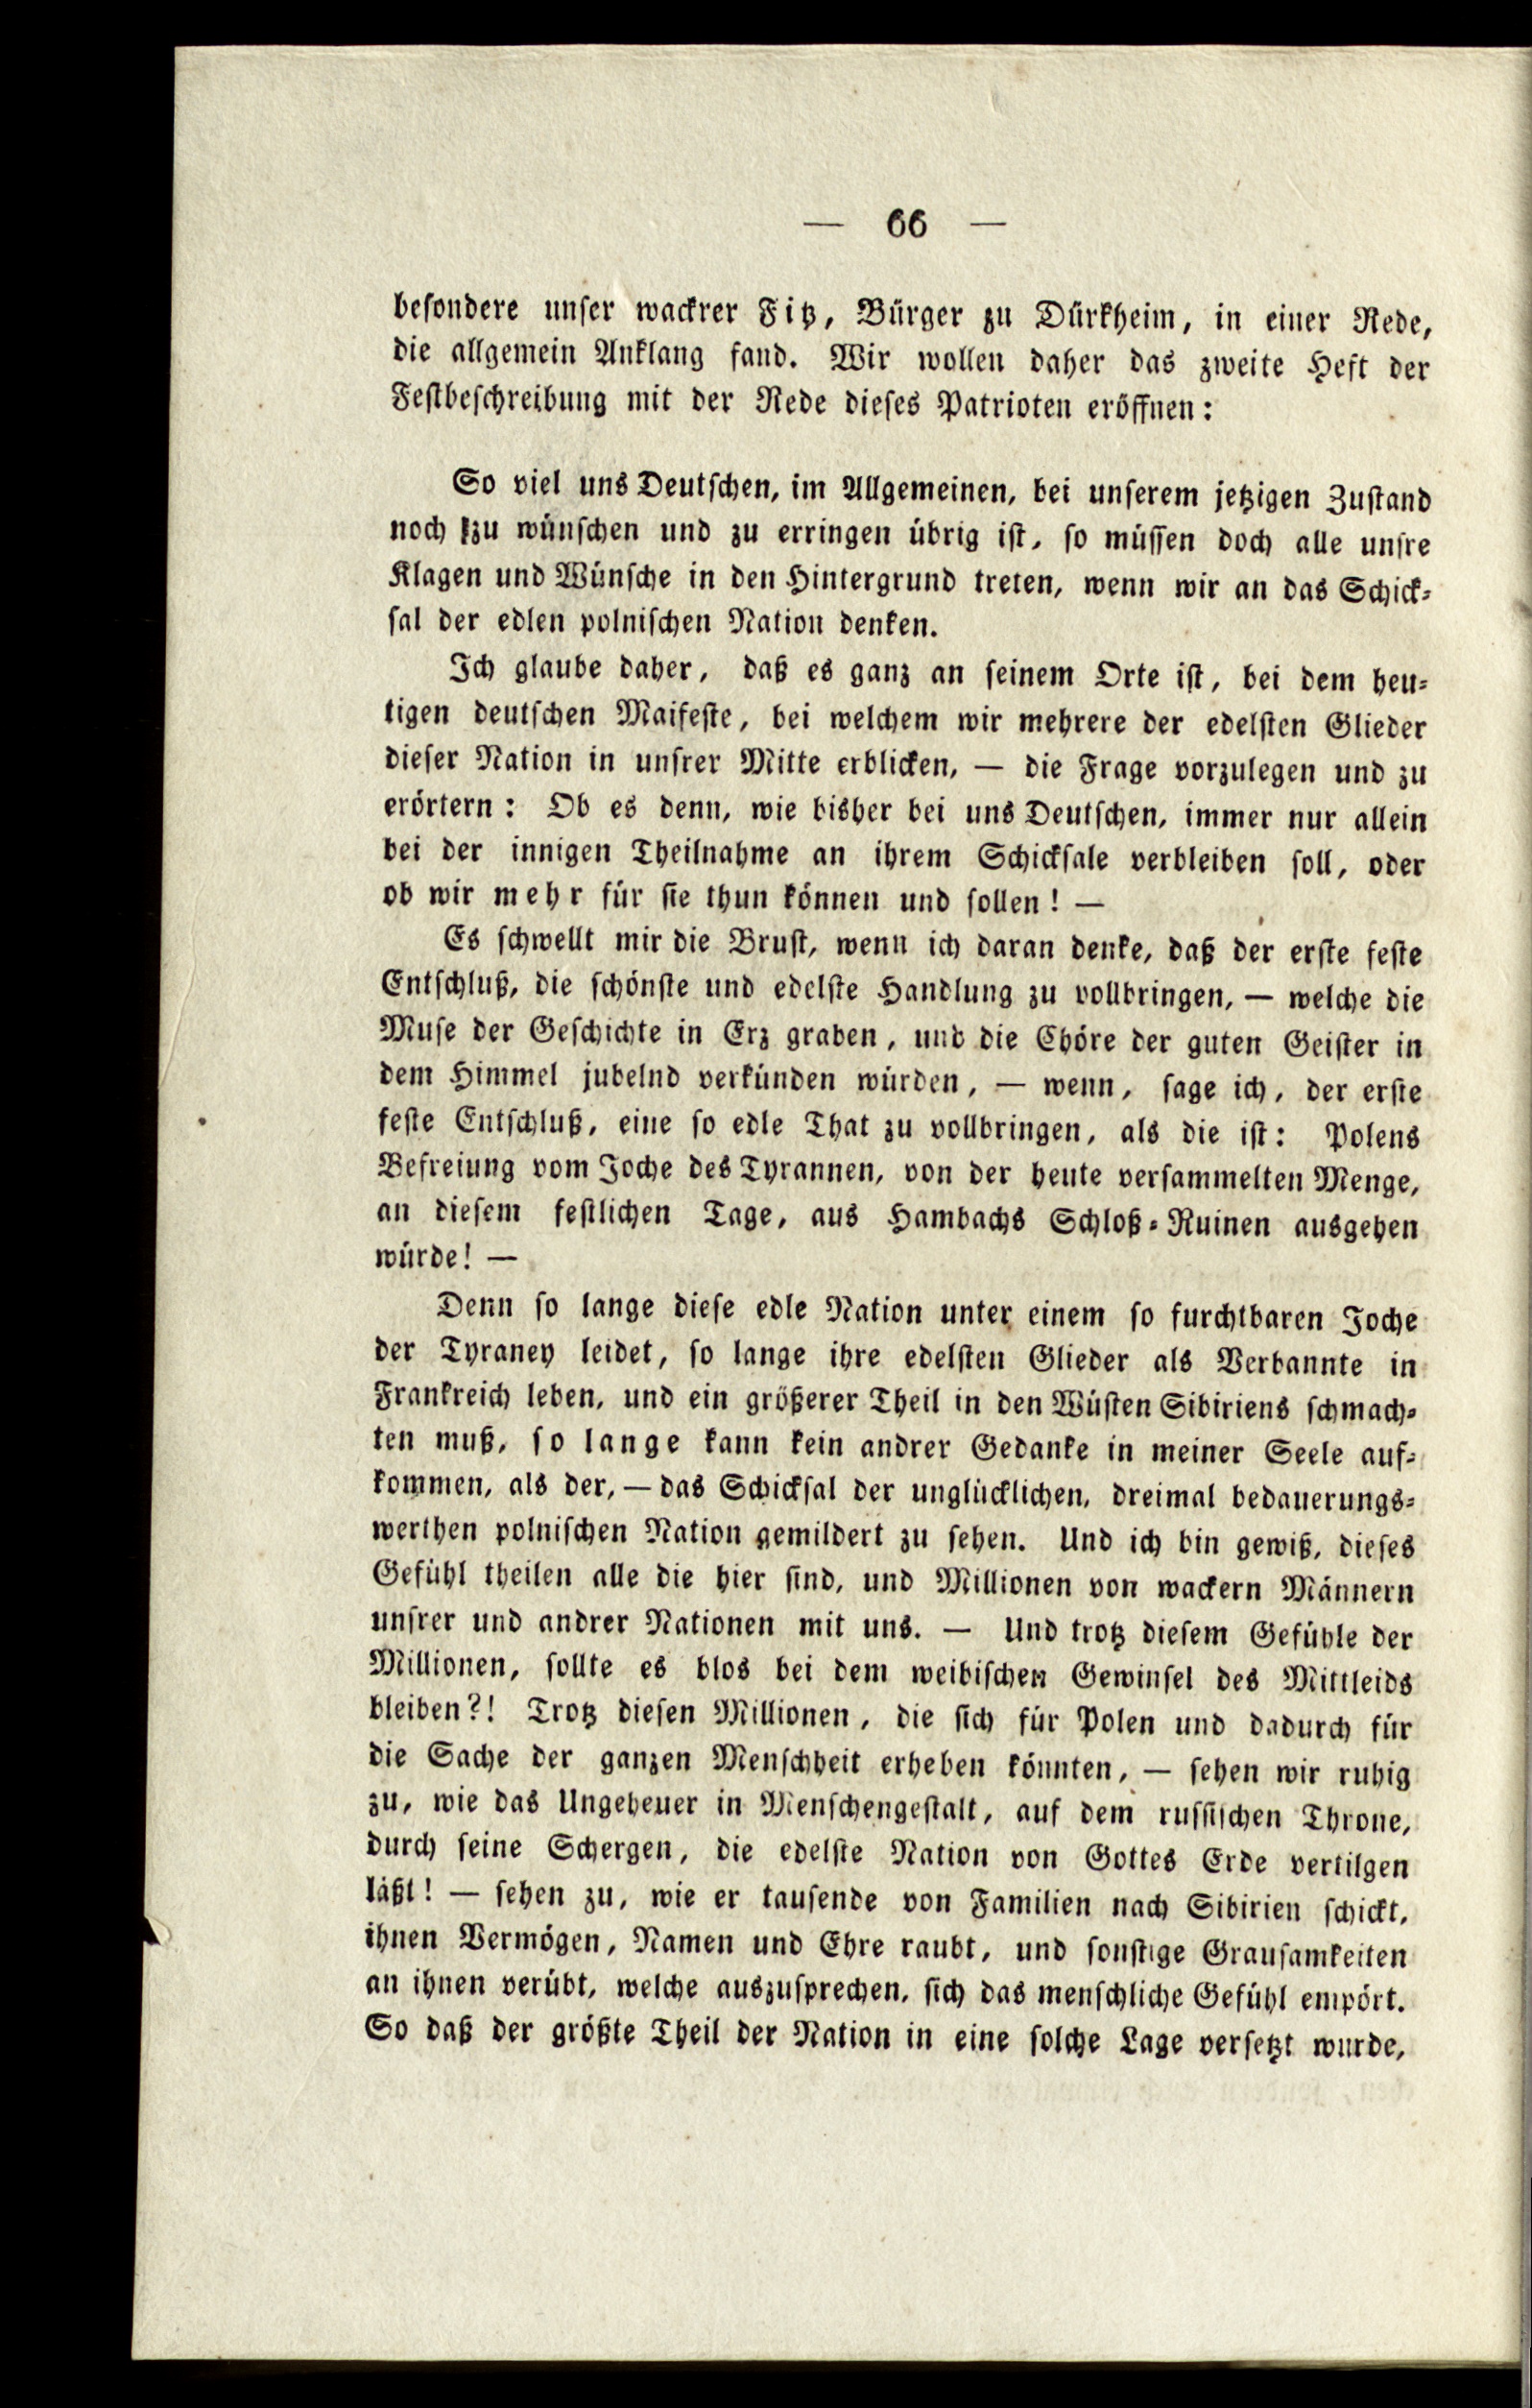 — 66 —
besondere unser wackrer Fitz, Bürger zu Dürkheim, in einer Rede,
die allgemein Anklang fand. Wir wollen daher das zweite Heft der
Festbeschreibung mit der Rede dieses Patrioten eröffnen:
So viel uns Deutschen, im Allgemeinen, bei unserem jetzigen Zustand
noch zu wünschen und zu erringen übrig ist, so müssen doch alle unsre
Klagen und Wünsche in den Hintergrund treten, wenn wir an das Schick-
sal der edlen polnischen Nation denken.
Ich glaube daher, daß es ganz an seinem Orte ist, bei dem heu-
tigen deutschen Maifeste, bei welchem wir mehrere der edelsten Glieder
dieser Nation in unsrer Mitte erblicken, — die Frage vorzulegen und zu
erörtern: Ob es denn, wie bisher bei uns Deutschen, immer nur allein
bei der innigen Theilnahme an ihrem Schicksale verbleiben soll, oder
ob wir mehr für sie thun können und sollen! —
Es schwellt mir die Brust, wenn ich daran denke, daß der erste feste
Entschluß, die schönste und edelste Handlung zu vollbringen, — welche die
Muse der Geschichte in Erz graben, und die Chöre der guten Geister in
dem Himmel jubelnd verkünden würden, — wenn, sage ich, der erste
feste Entschluß, eine so edle That zu vollbringen, als die ist: Polens
Befreiung vom Joche des Tyrannen, von der heute versammelten Menge,
an diesem festlichen Tage, aus Hambachs Schloß-Ruinen ausgehen
würde! —
Denn so lange diese edle Nation unter einem so furchtbaren Joche
der Tyraney leidet, so lange ihre edelsten Glieder als Verbannte in
Frankreich leben, und ein größerer Theil in den Wüsten Sibiriens schmach-
ten muß, so lange kann kein andrer Gedanke in meiner Seele auf-
kommen, als der, — das Schicksal der unglücklichen, dreimal bedauerungs-
werthen polnischen Nation gemildert zu sehen. Und ich bin gewiß, dieses
Gefühl theilen alle die hier sind, und Millionen von wackern Männern
unsrer und andrer Nationen mit uns. — Und trotz diesem Gefühle der
Millionen, sollte es blos bei dem weibischen Gewinsel des Mittleids
bleiben?! Trotz diesen Millionen, die sich für Polen und dadurch für
die Sache der ganzen Menschheit erheben könnten, — sehen wir ruhig
zu, wie das Ungeheuer in Menschengestalt, auf dem russischen Throne,
durch seine Schergen, die edelste Nation von Gottes Erde vertilgen
läßt! — sehen zu, wie er tausende von Familien nach Sibirien schickt,
ihnen Vermögen, Namen und Ehre raubt, und sonstige Grausamkeiten
an ihnen verübt, welche auszusprechen, sich das menschliche Gefühl empört.
So daß der größte Theil der Nation in eine solche Lage versetzt wurde,